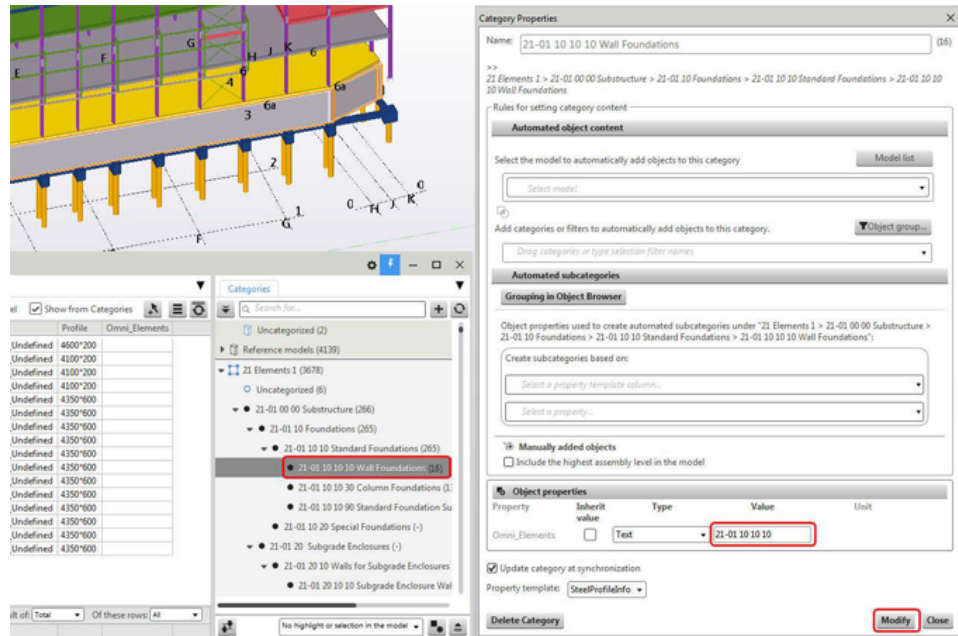 G
H
J
K
6
E
F
6
4
6a
6a
3
2
0
0
H
J
K
1
G
F
Categories
Show from Categories
Search for...
Profile Omni_Elements
Undefined 4600*200
Undefined 4100*200
Undefined 4100*200
Undefined 4100*200
Undefined 4350*600
Undefined 4350*600
Undefined 4350*600
Undefined 4350*600
Undefined 4350*600
Undefined 4350*600
Undefined 4350*600
Undefined 4350*600
Undefined 4350*600
Undefined 4350*600
Undefined 4350*600
Undefined 4350*600
ult of: Total Of these rows: All
Uncategorized (2)
Reference models (4139)
21 Elements 1 (3678)
Uncategorized (6)
21-01 00 00 Substructure (266)
21-01 10 Foundations (265)
21-01 10 10 Standard Foundations (265)
21-01 10 10 10 Wall Foundations (16)
21-01 10 10 30 Column Foundations (1
21-01 10 10 90 Standard Foundation Su
21-01 10 20 Special Foundations (-)
21-01 20 Subgrade Enclosures (-)
21-01 20 10 Walls for Subgrade Enclosures
21-01 20 10 10 Subgrade Enclosure Wal
No highlight or selection in the model
Category Properties
Name: 21-01 10 10 10 Wall Foundations (16)
>>
21 Elements 1 > 21-01 00 00 Substructure > 21-01 10 Foundations > 21-01 10 10 Standard Foundations > 21-01 10 10
10 Wall Foundations
Rules for setting category content
Automated object content
Select the model to automatically add objects to this category Model list
Select model
Add categories or filters to automatically add objects to this category. Object group...
Drag categories or type selection filter names
Automated subcategories
Grouping in Object Browser
Object properties used to create automated subcategories under "21 Elements 1 > 21-01 00 00 Substructure >
21-01 10 Foundations > 21-01 10 10 Standard Foundations > 21-01 10 10 10 Wall Foundations":
Create subcategories based on:
Select a property template column...
Select a property...
Manually added objects
Include the highest assembly level in the model
Object properties
Property Inherit value Type Value Unit
Omni_Elements Text 21-01 10 10 10
Update category at synchronization
Property template: SteelProfileInfo
Delete Category Modify Close